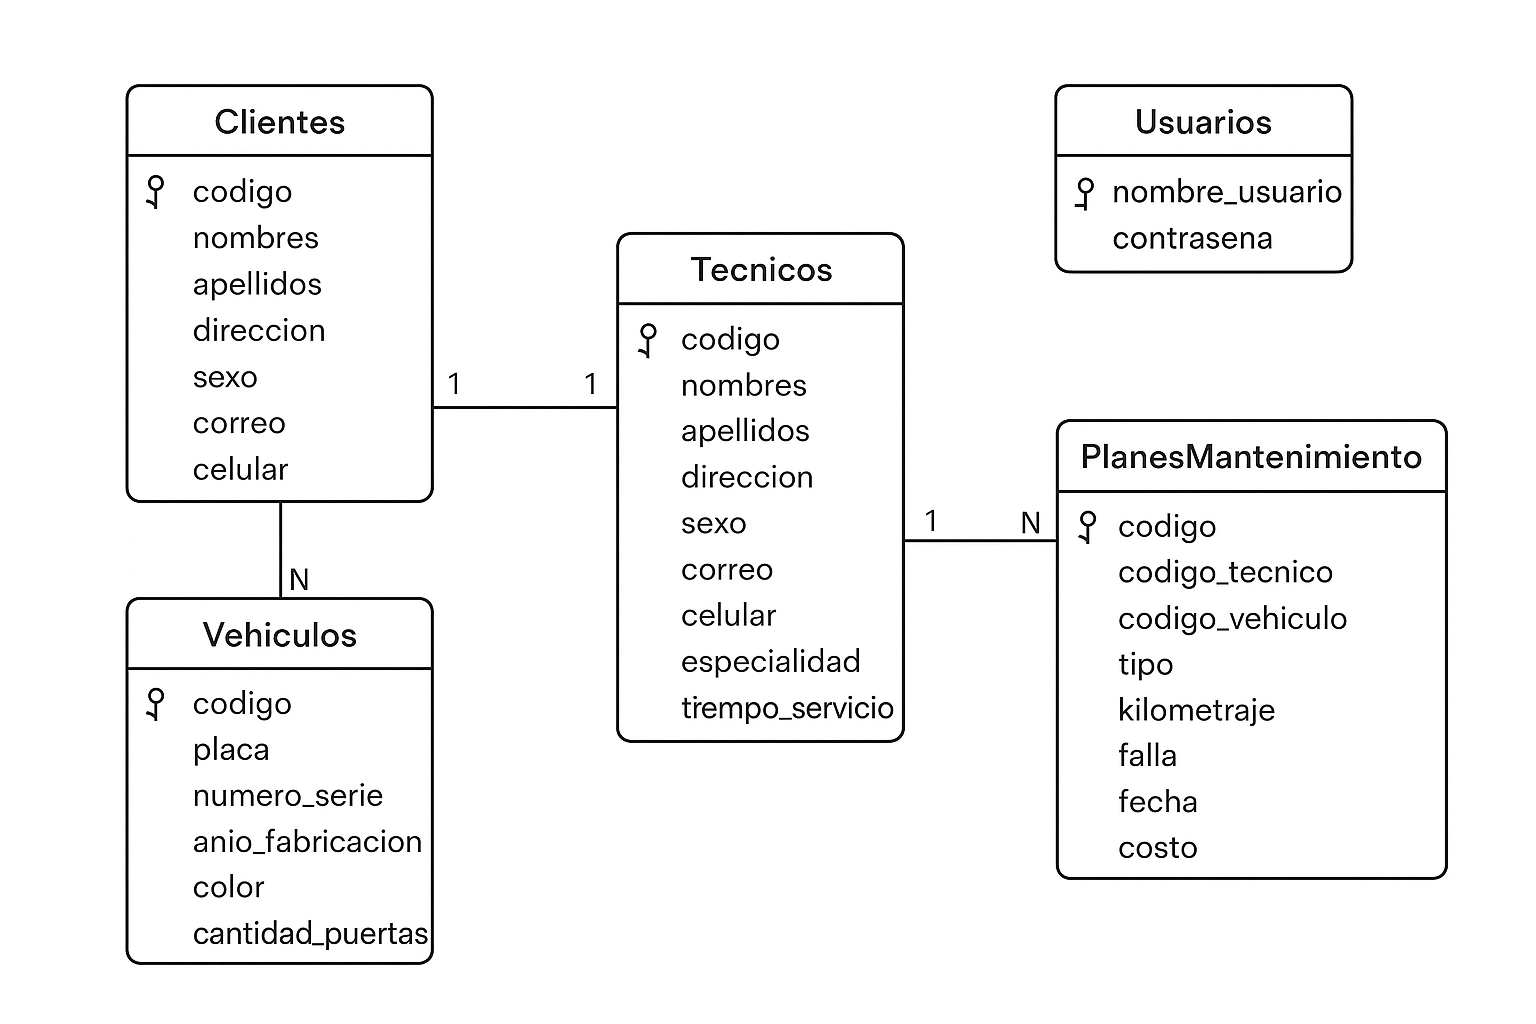 Clientes
codigo
nombres
apellidos
direccion
sexo
correo
celular
1
1
N
Vehiculos
codigo
placa
numero_serie
anio_fabricacion
color
cantidad_puertas
Tecnicos
codigo
nombres
apellidos
direccion
sexo
correo
celular
especialidad
trempo_servicio
1
N
Usuarios
nombre_usuario
contrasena
PlanesMantenimiento
codigo
codigo_tecnico
codigo_vehiculo
tipo
kilometraje
falla
fecha
costo